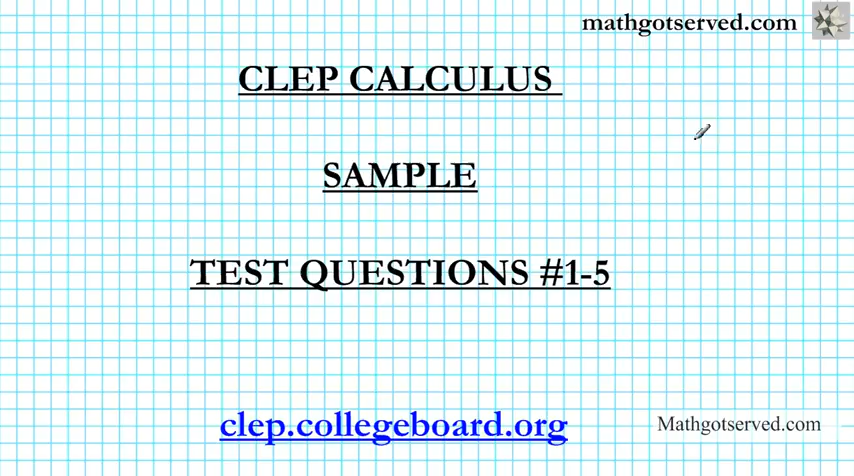 mathgotserved.com
CLEP CALCULUS
SAMPLE
TEST QUESTIONS #1-5
clep.collegeboard.org
Mathgotserved.com